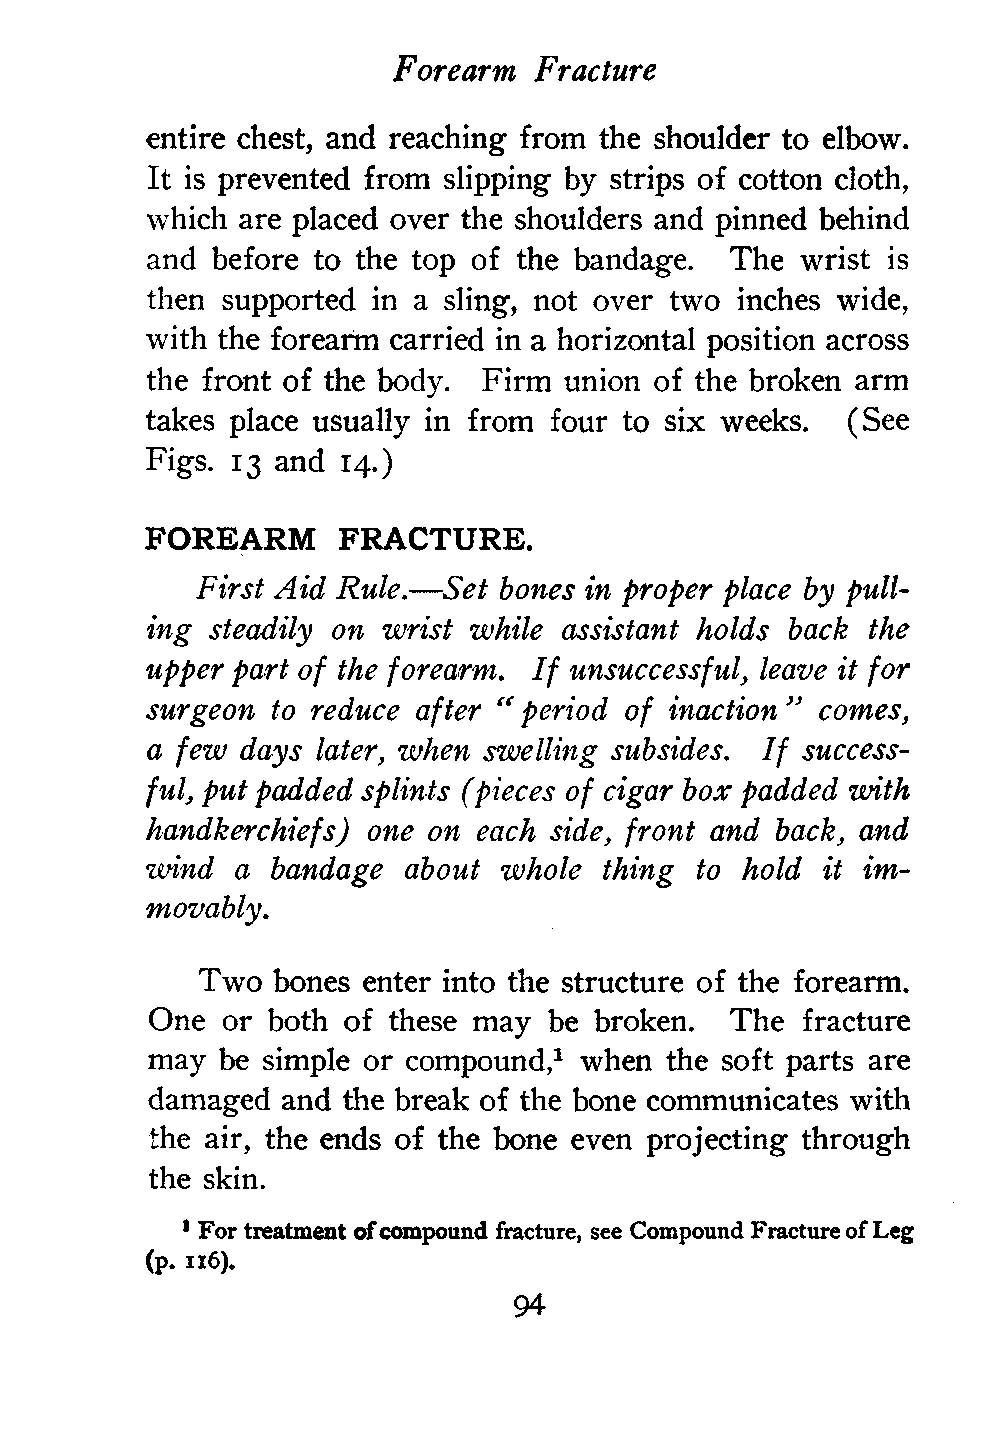 Forearm Fracture
entire chest, and reaching from the shoulder to elbow.
It is prevented from slipping by strips of cotton cloth,
which are placed over the shoulders and pinned behind
and before to the top of the bandage. The wrist is
then supported in a sling, not over two inches wide,
with the forearm carried in a horizontal position across
the front of the body. Firm union of the broken arm
takes place usually in from four to six weeks. (See
Figs. 13 and 14.)
FOREARM FRACTURE.
First Aid Rule.—Set bones in proper place by pull-
ing steadily on wrist while assistant holds back the
upper part of the forearm. If unsuccessful, leave it for
surgeon to reduce after "period of inaction" comes,
a few days later, when swelling subsides. If success-
ful, put padded splints (pieces of cigar box padded with
handkerchiefs) one on each side, front and back, and
wind a bandage about whole thing to hold it im-
movably.
Two bones enter into the structure of the forearm.
One or both of these may be broken. The fracture
may be simple or compound,¹ when the soft parts are
damaged and the break of the bone communicates with
the air, the ends of the bone even projecting through
the skin.
¹ For treatment of compound fracture, see Compound Fracture of Leg
(p. 116).
94